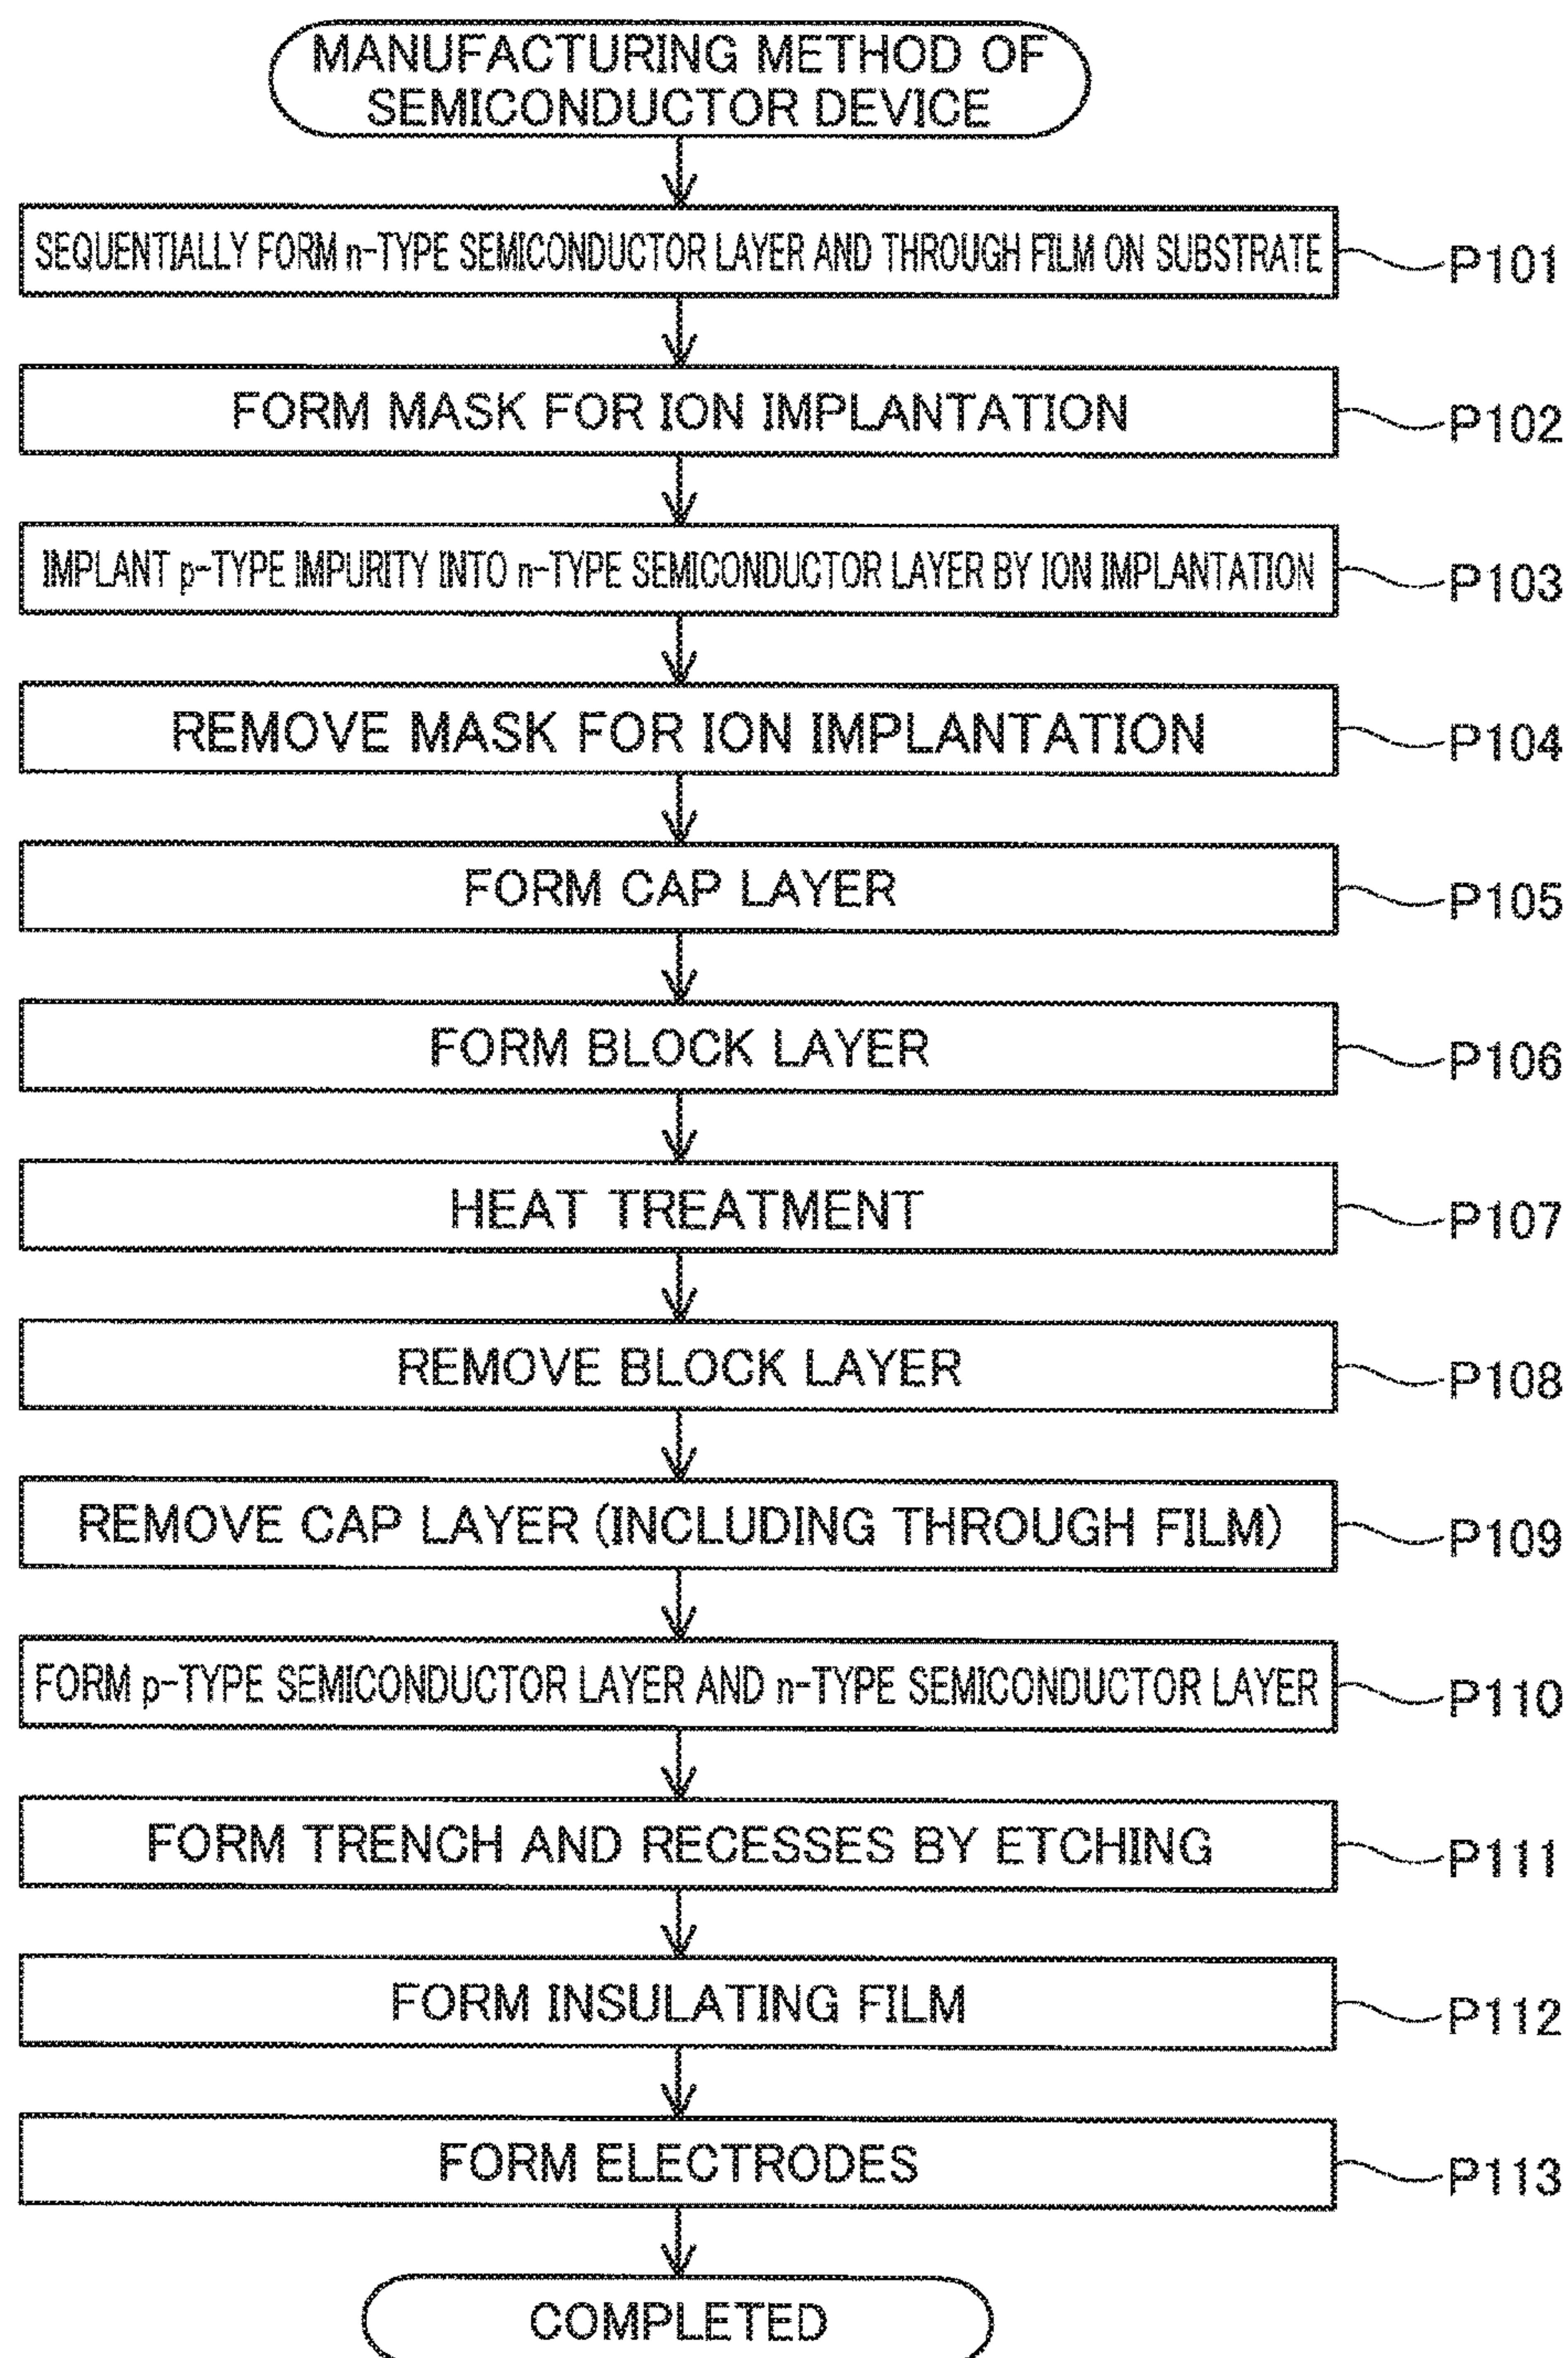 MANUFACTURING METHOD OF
SEMICONDUCTOR DEVICE
SEQUENTIALLY FORM n-TYPE SEMICONDUCTOR LAYER AND THROUGH FILM ON SUBSTRATE P101
FORM MASK FOR ION IMPLANTATION P102
IMPLANT p-TYPE IMPURITY INTO n-TYPE SEMICONDUCTOR LAYER BY ION IMPLANTATION P103
REMOVE MASK FOR ION IMPLANTATION P104
FORM CAP LAYER P105
FORM BLOCK LAYER P106
HEAT TREATMENT P107
REMOVE BLOCK LAYER P108
REMOVE CAP LAYER (INCLUDING THROUGH FILM) P109
FORM p-TYPE SEMICONDUCTOR LAYER AND n-TYPE SEMICONDUCTOR LAYER P110
FORM TRENCH AND RECESSES BY ETCHING P111
FORM INSULATING FILM P112
FORM ELECTRODES P113
COMPLETED